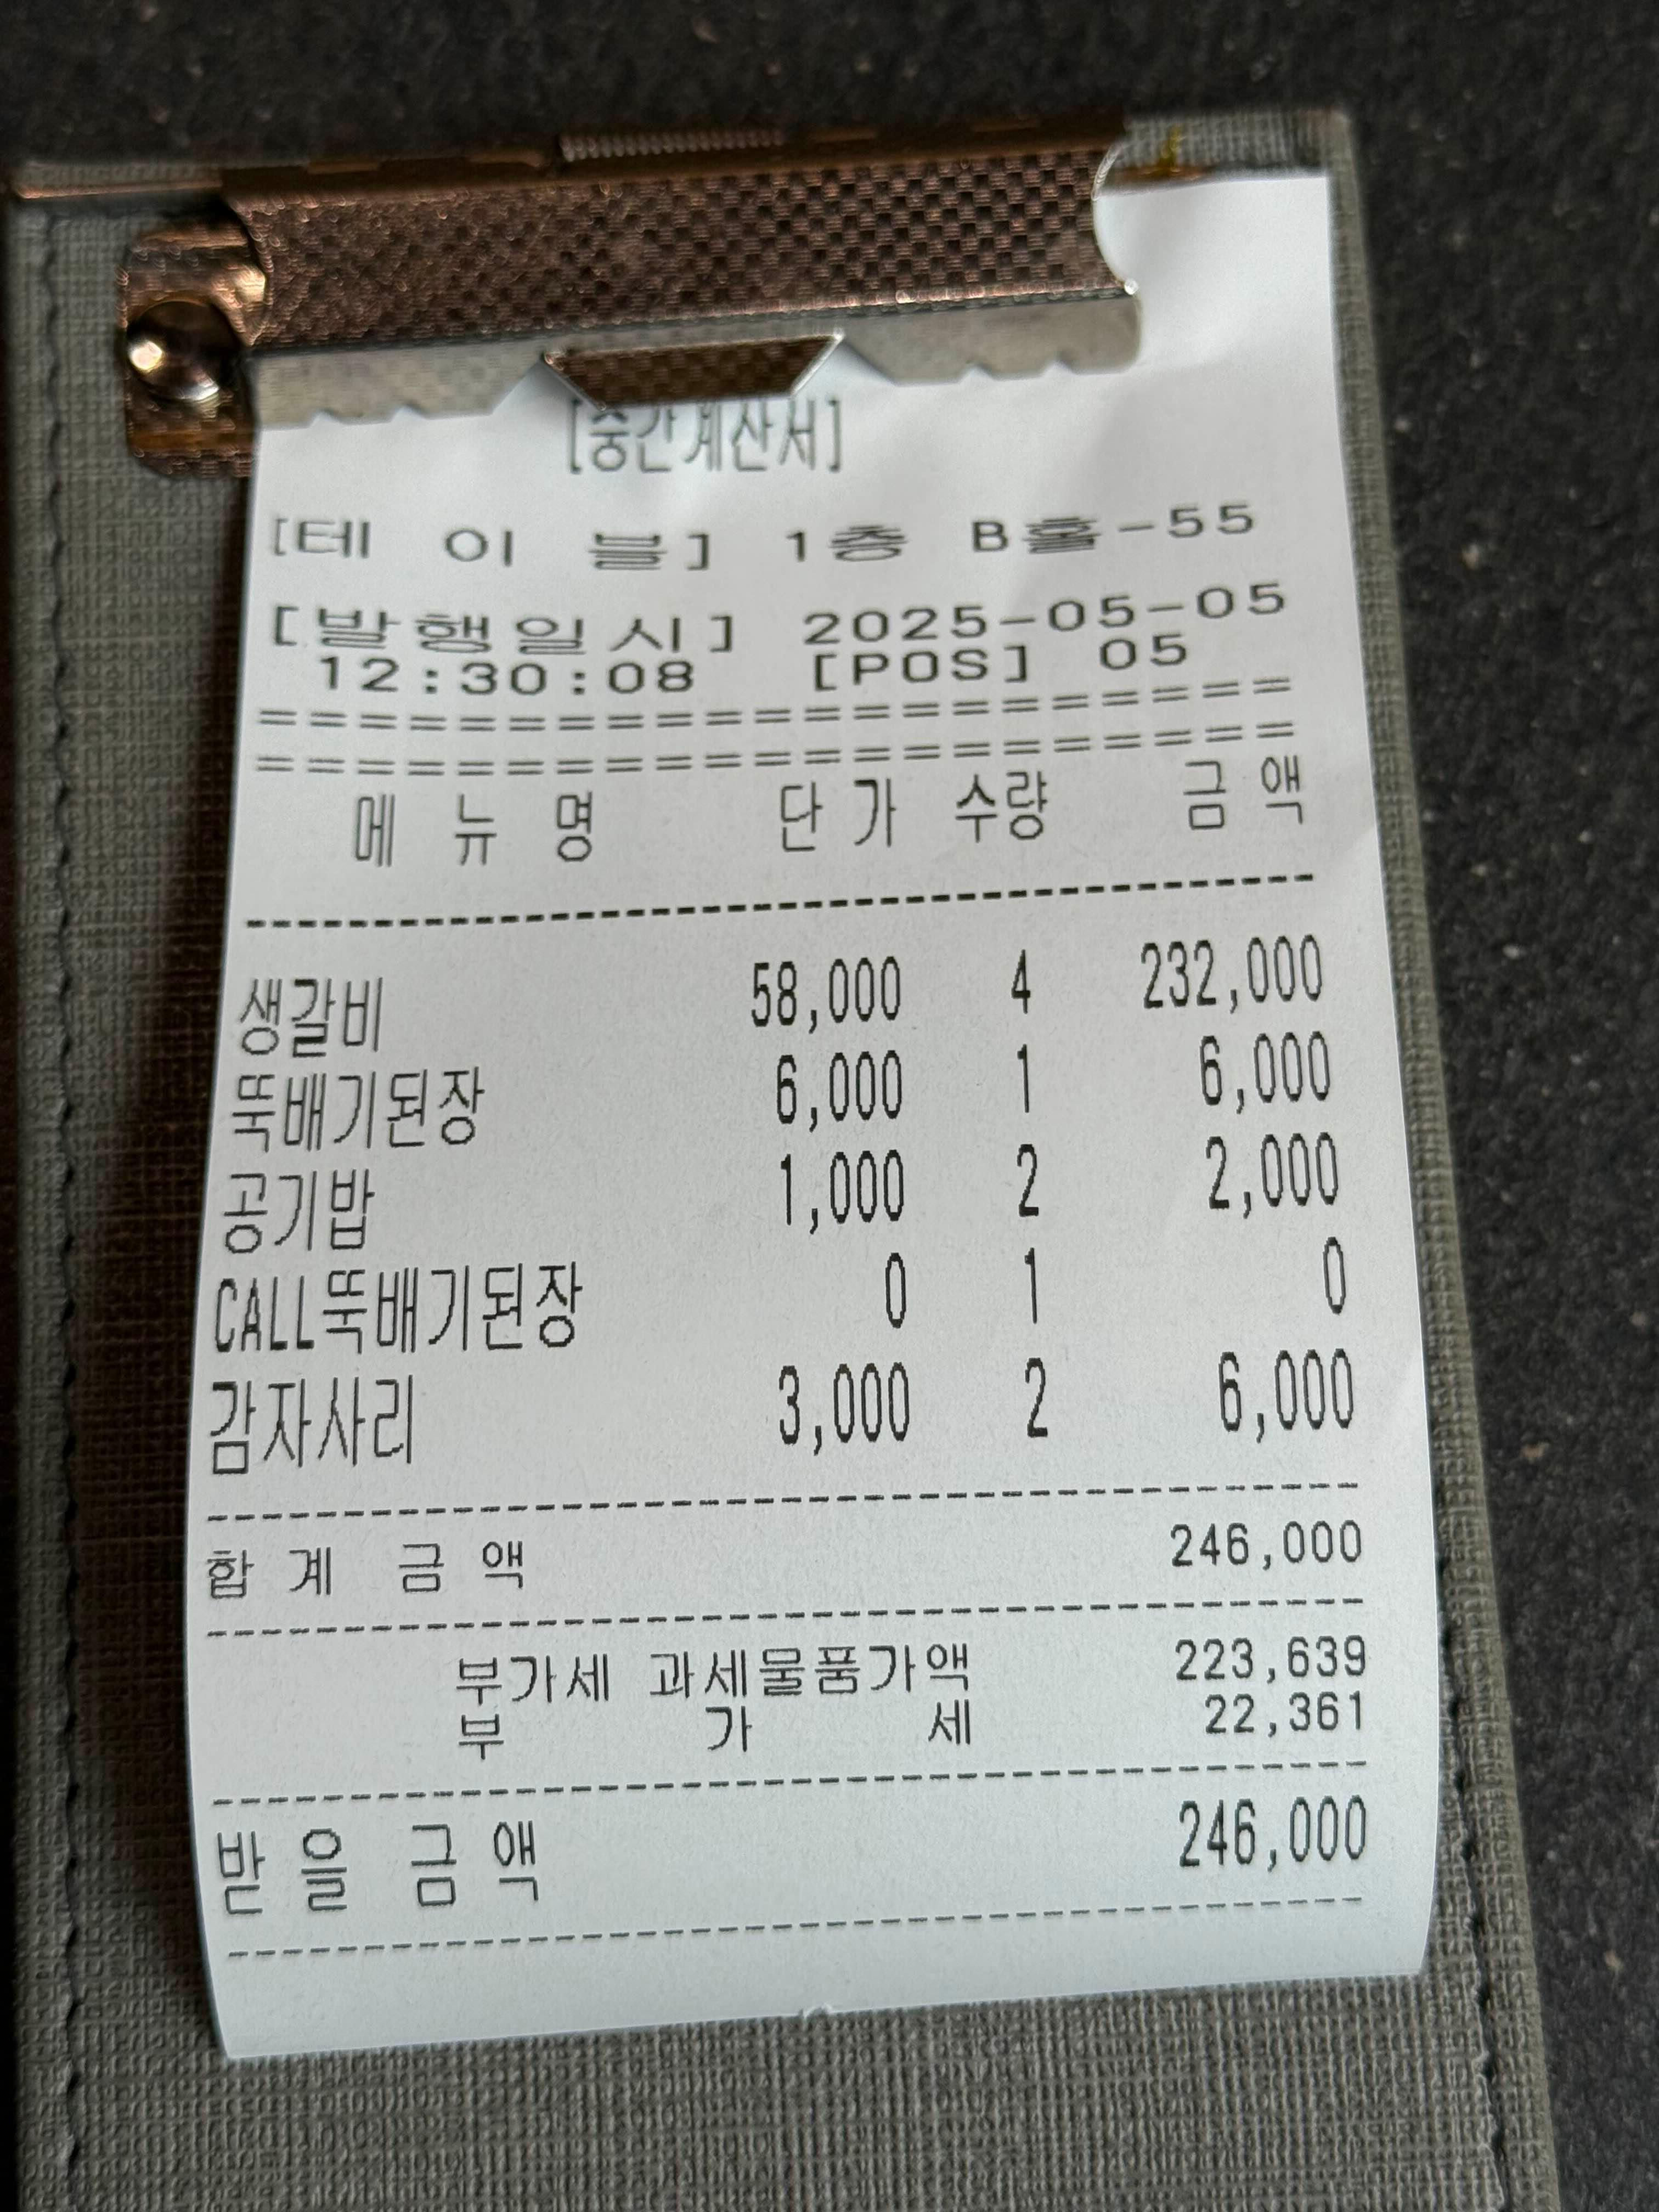 [중간계산서]
[테 이 블] 1층 B홀-55
[발행일시] 2025-05-05
12:30:08 [POS] 05
======================
======================
메 뉴 명 단 가 수량 금 액
------------------------------------------
생갈비 58,000 4 232,000
뚝배기된장 6,000 1 6,000
공기밥 1,000 2 2,000
CALL뚝배기된장 0 1 0
감자사리 3,000 2 6,000
------------------------------------------
합 계 금 액 246,000
------------------------------------------
부가세 과세물품가액 223,639
부 가 세 22,361
------------------------------------------
받 을 금 액 246,000
------------------------------------------